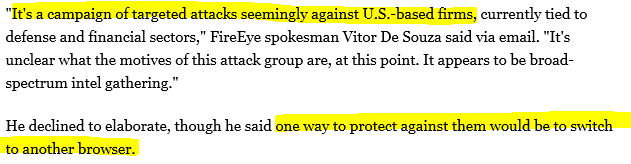 "It's a campaign of targeted attacks seemingly against U.S.-based firms, currently tied to
defense and financial sectors," FireEye spokesman Vitor De Souza said via email. "It's
unclear what the motives of this attack group are, at this point. It appears to be broad-
spectrum intel gathering."
He declined to elaborate, though he said one way to protect against them would be to switch
to another browser.